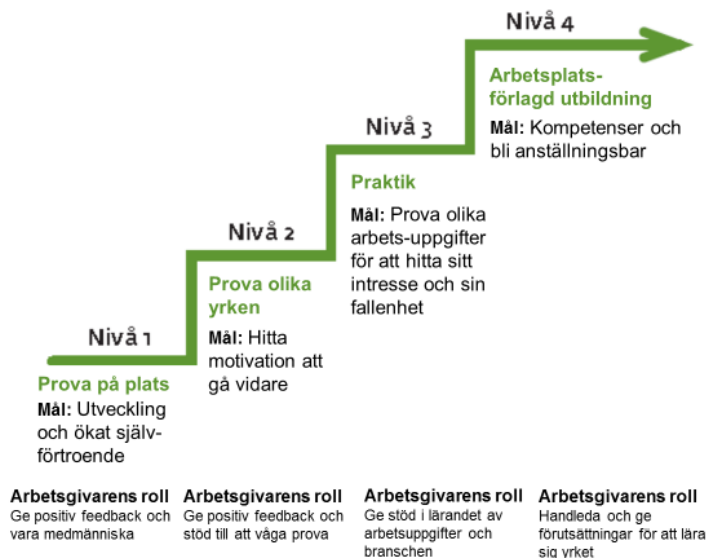 Nivå 1
Prova på plats
Mål: Utveckling
och ökat själv-
förtroende
Nivå 2
Prova olika
yrken
Mål: Hitta
motivation att
gå vidare
Nivå 3
Praktik
Mål: Prova olika
arbets-uppgifter
för att hitta sitt
intresse och sin
fallenhet
Nivå 4
Arbetsplats-
förlagd utbildning
Mål: Kompetenser och
bli anställningsbar
Arbetsgivarens roll
Ge positiv feedback och
vara medmänniska
Arbetsgivarens roll
Ge positiv feedback och
stöd till att våga prova
Arbetsgivarens roll
Ge stöd i lärandet av
arbetsuppgifter och
branschen
Arbetsgivarens roll
Handleda och ge
förutsättningar för att lära
sig yrket